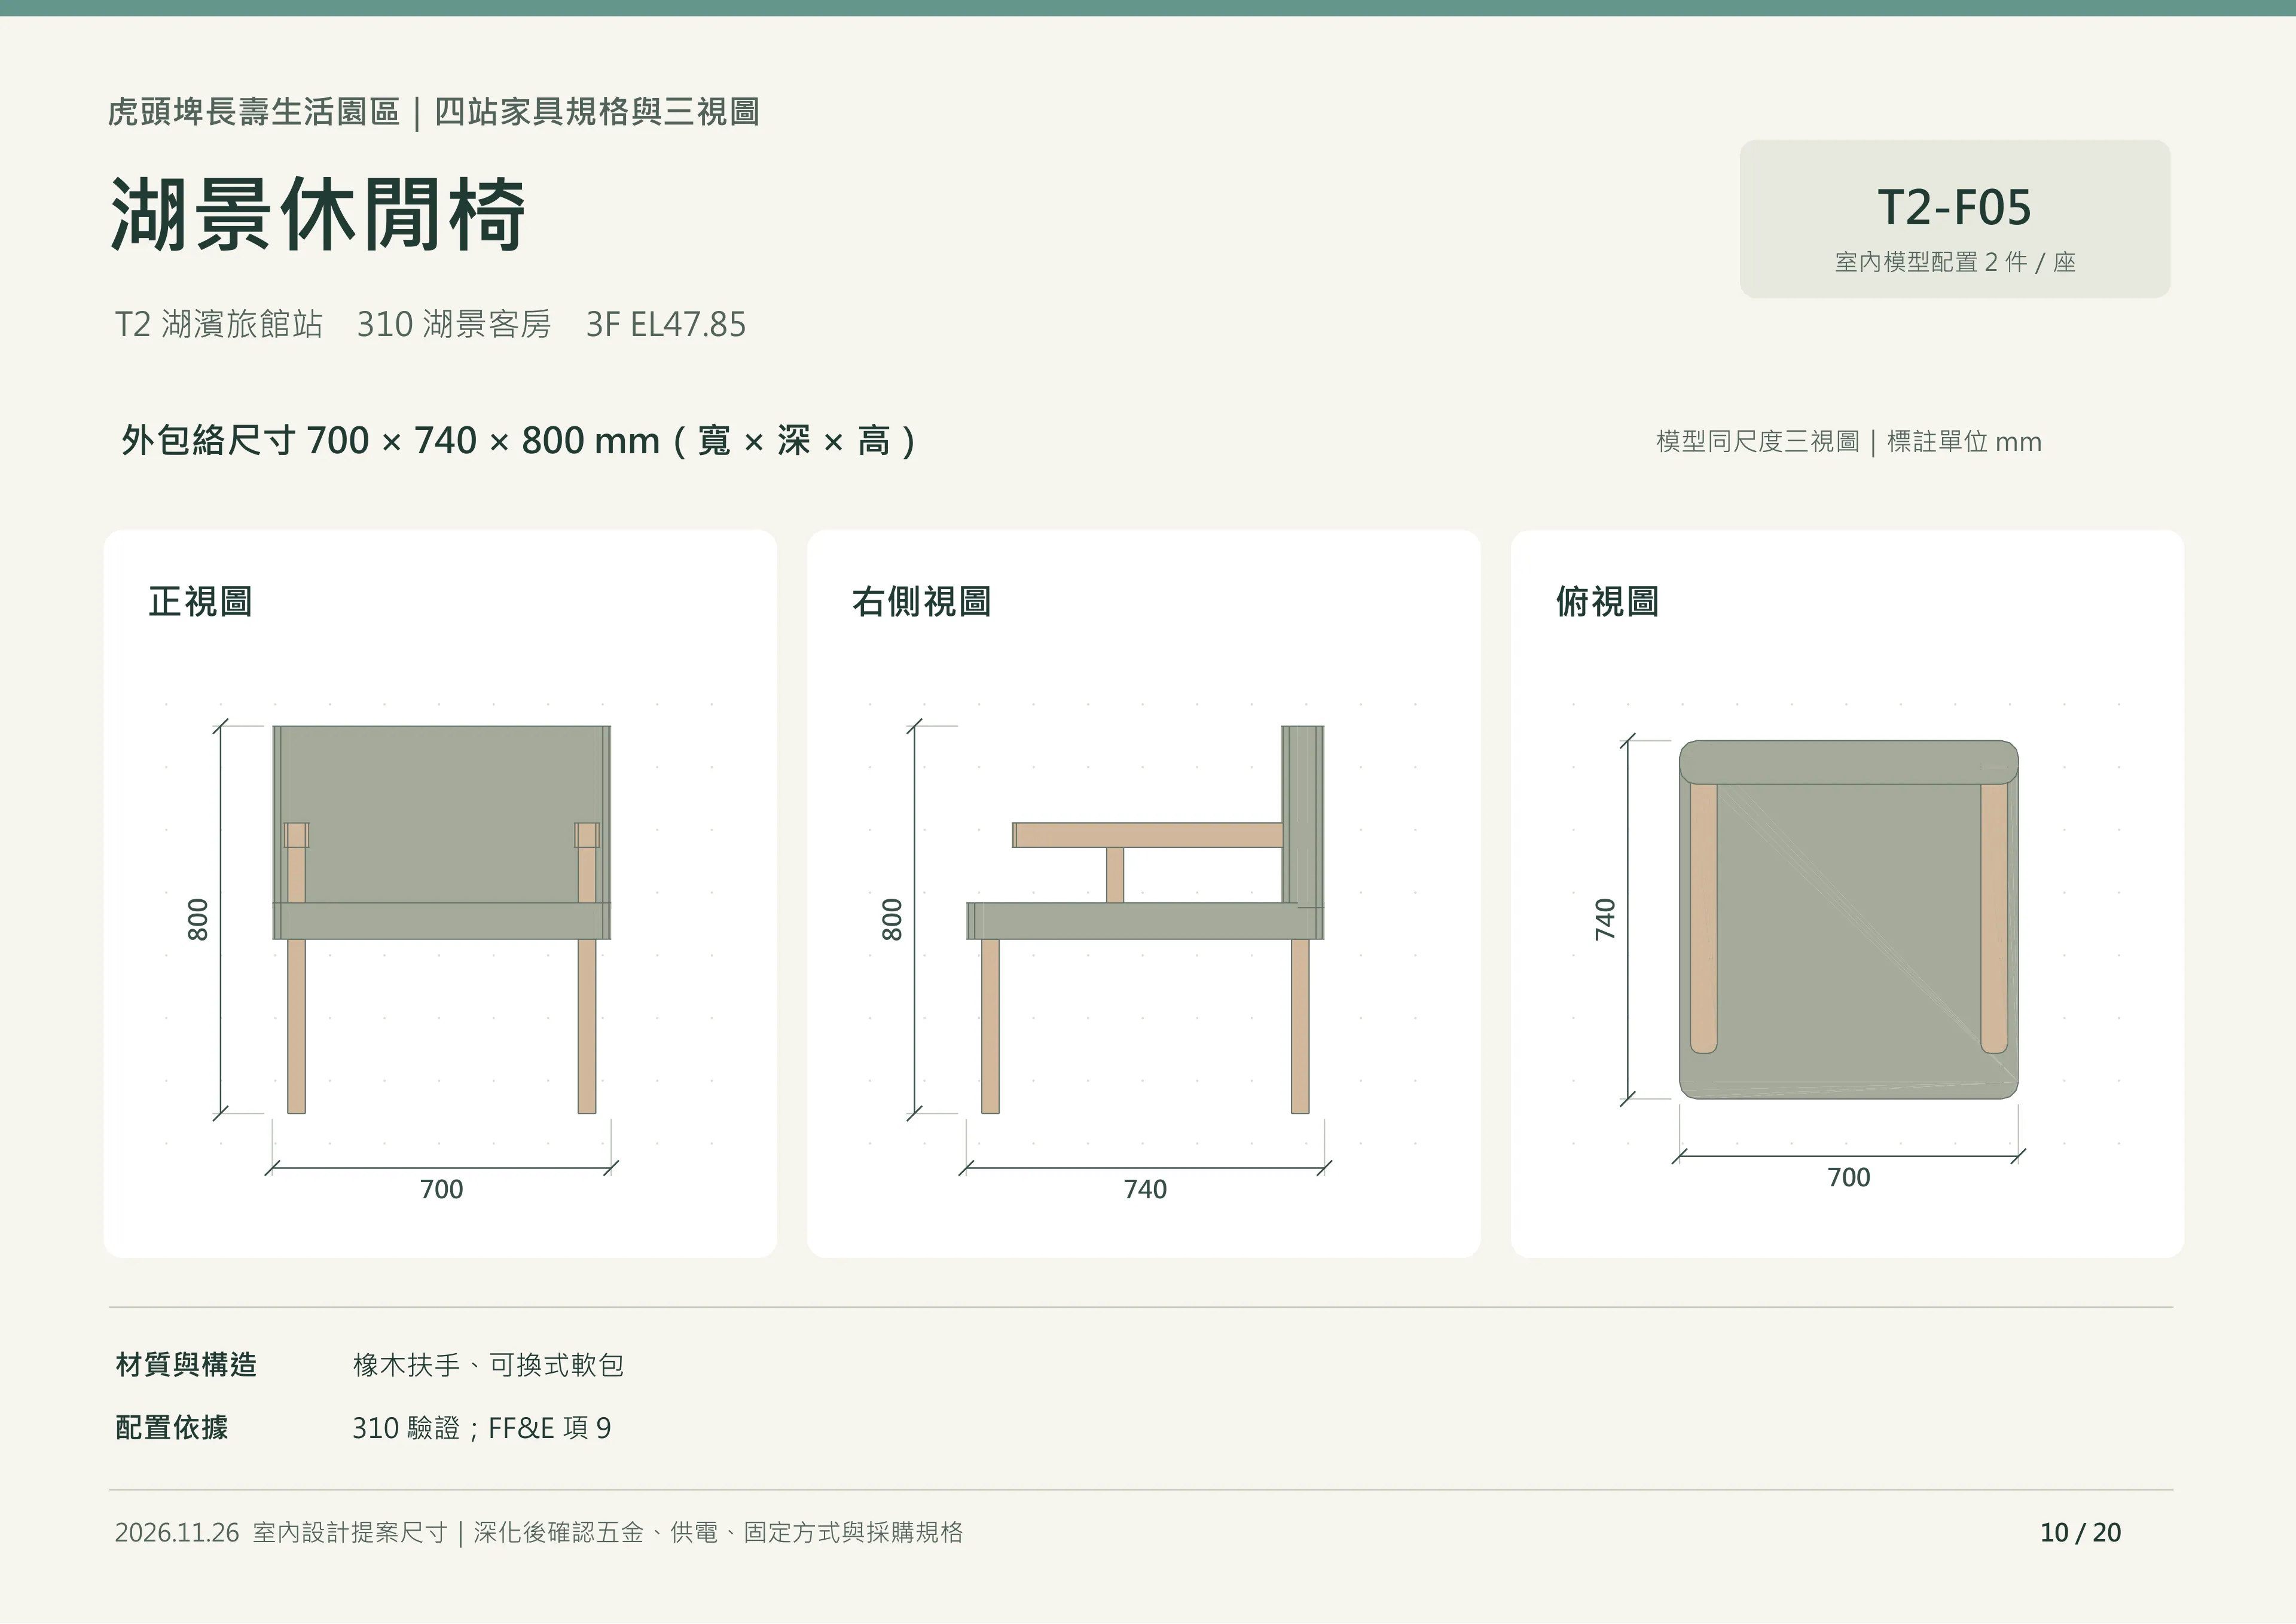 虎頭埤長壽生活園區｜四站家具規格與三視圖
湖景休閒椅
T2-F05
室內模型配置 2 件 / 座
T2 湖濱旅館站　310 湖景客房　3F EL47.85
外包絡尺寸 700 × 740 × 800 mm ( 寬 × 深 × 高 )
模型同尺度三視圖｜標註單位 mm
正視圖
800
700
右側視圖
800
740
俯視圖
740
700
材質與構造　橡木扶手、可換式軟包
配置依據　310 驗證；FF&E 項 9
2026.11.26 室內設計提案尺寸｜深化後確認五金、供電、固定方式與採購規格
10 / 20